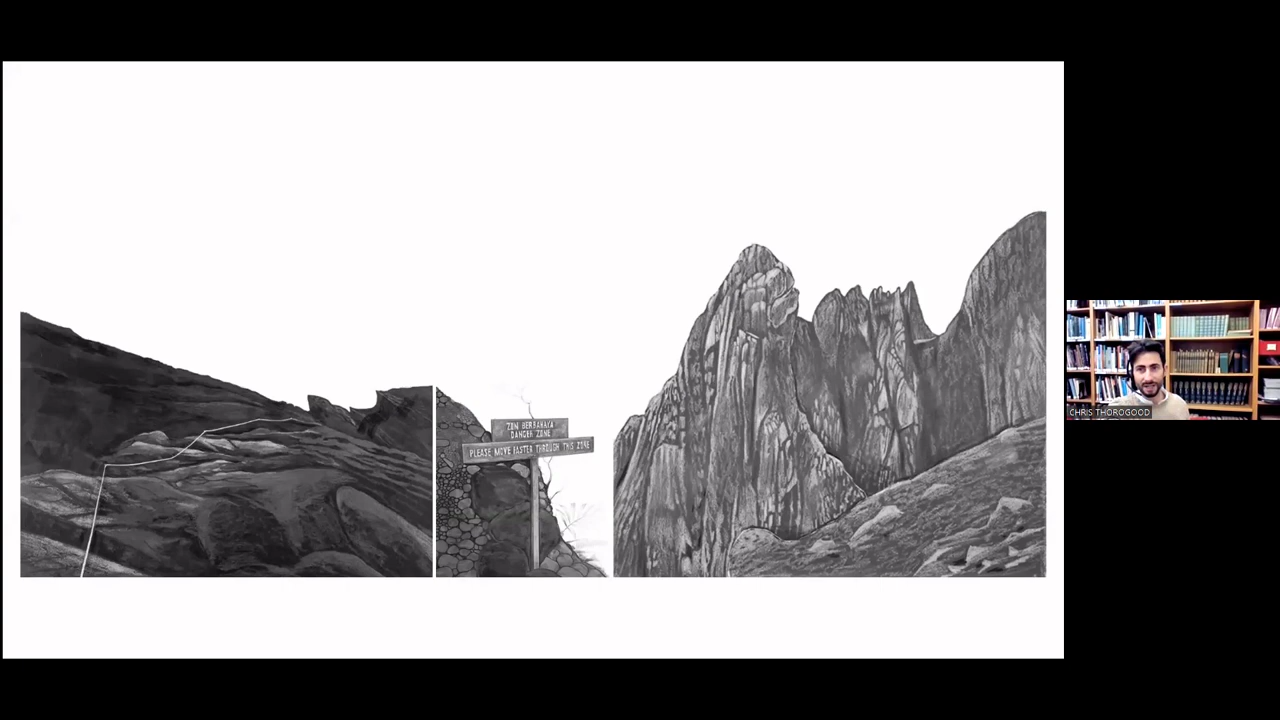 ZON BERBAHAYA
DANGER ZONE
PLEASE MOVE FASTER THROUGH THIS ZONE
CHRIS THOROGOOD